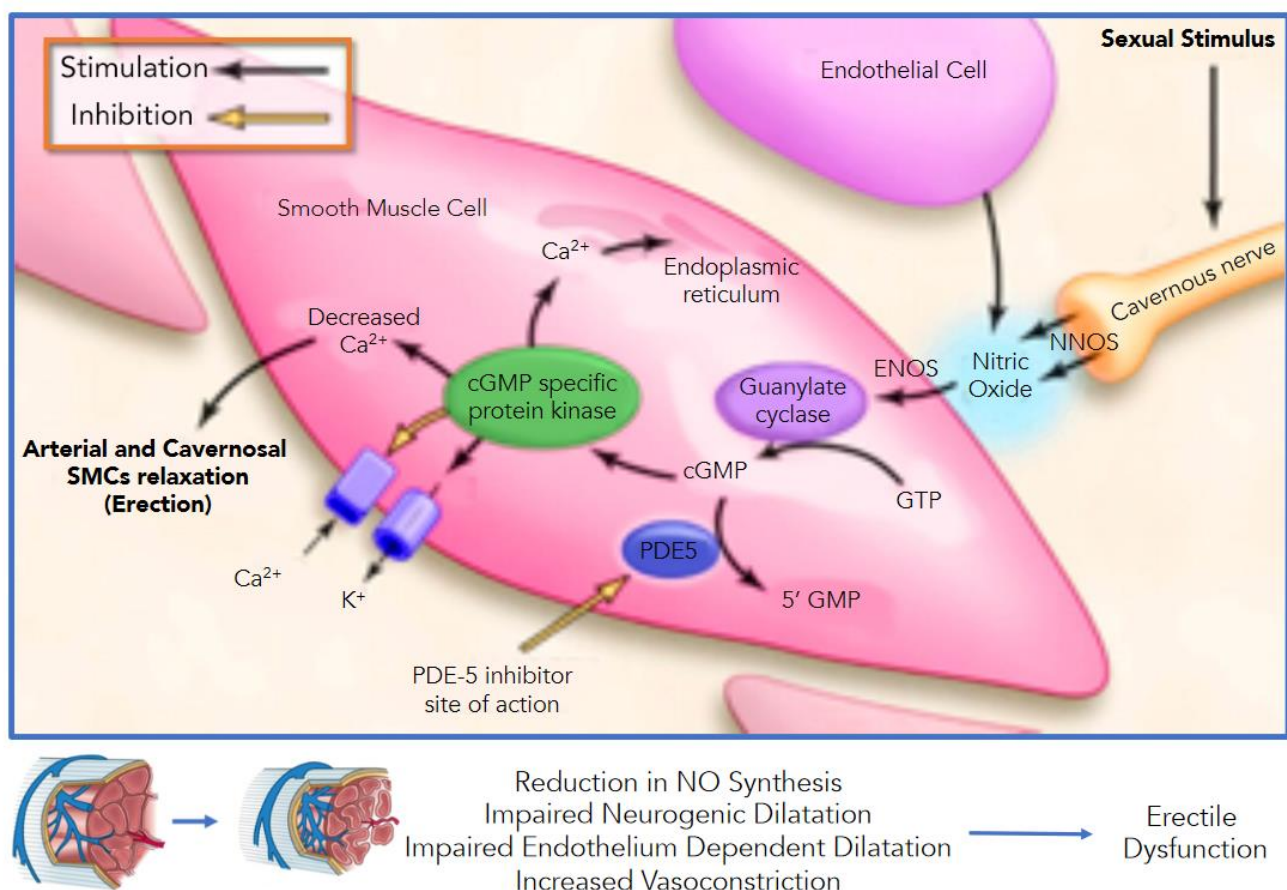 Stimulation
Inhibition
Endothelial Cell
Sexual Stimulus
Smooth Muscle Cell
Ca²⁺
Endoplasmic
reticulum
Cavernous nerve
Decreased
Ca²⁺
NNOS
ENOS
Nitric
Oxide
cGMP specific
protein kinase
Guanylate
cyclase
Arterial and Cavernosal
SMCs relaxation
(Erection)
cGMP
GTP
PDE5
Ca²⁺
K⁺
5′ GMP
PDE-5 inhibitor
site of action
Reduction in NO Synthesis
Impaired Neurogenic Dilatation
Impaired Endothelium Dependent Dilatation
Increased Vasoconstriction
Erectile
Dysfunction